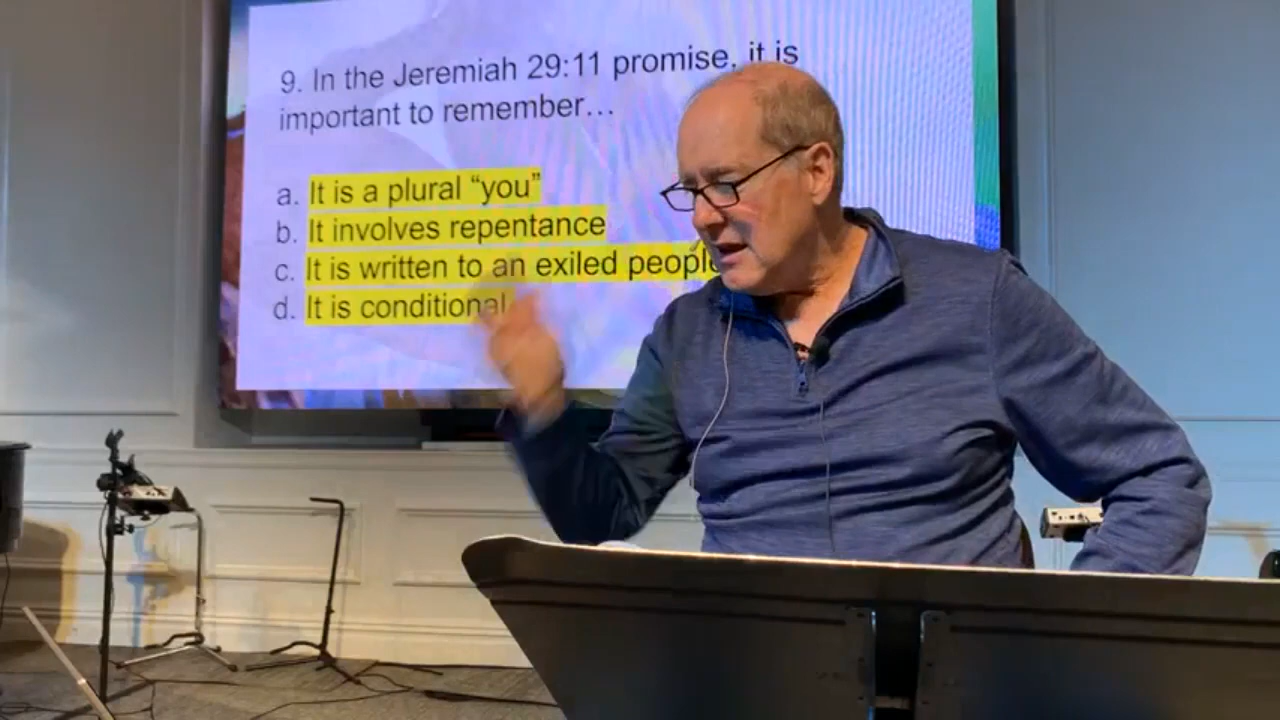 9. In the Jeremiah 29:11 promise, it is
important to remember…
a. It is a plural “you”
b. It involves repentance
c. It is written to an exiled people
d. It is conditional